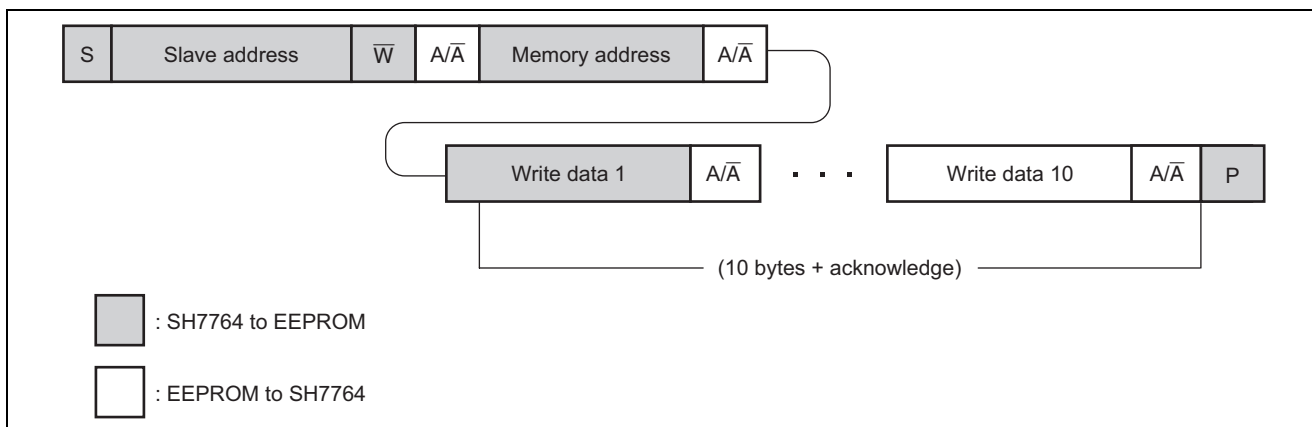 S Slave address W̅ A/A̅ Memory address A/A̅
Write data 1 A/A̅ · · · Write data 10 A/A̅ P
(10 bytes + acknowledge)
: SH7764 to EEPROM
: EEPROM to SH7764